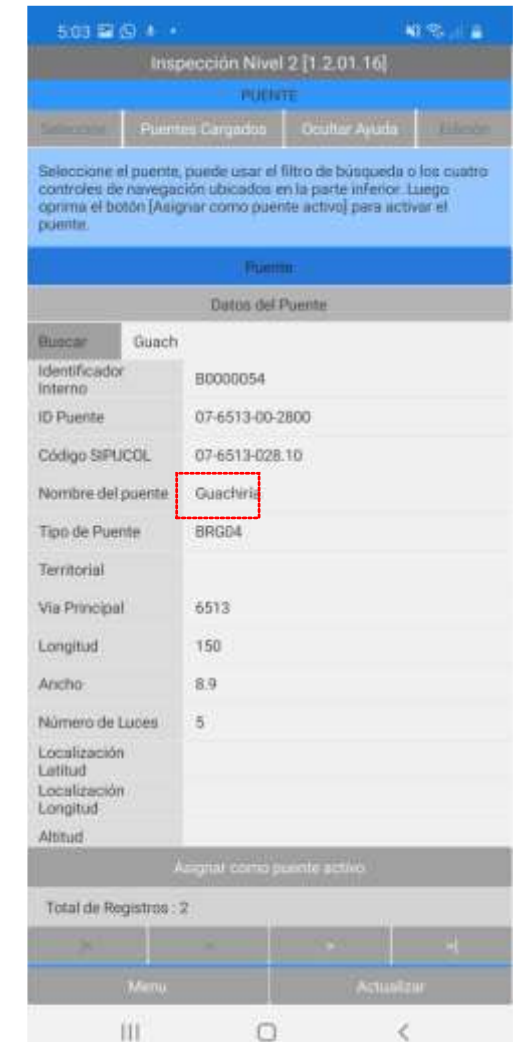 5:03
Inspección Nivel 2 [1.2.01.16]
PUENTE
Selección Puentes Cargados Ocultar Ayuda Edición
Seleccione el puente, puede usar el filtro de búsqueda o los cuatro
controles de navegación ubicados en la parte inferior. Luego
oprima el botón [Asignar como puente activo] para activar el
puente.
Puente
Datos del Puente
Buscar Guach
Identificador
Interno B0000054
ID Puente 07-6513-00-2800
Código SIPUCOL 07-6513-028.10
Nombre del puente Guachiría
Tipo de Puente BRG04
Territorial
Via Principal 6513
Longitud 150
Ancho 8.9
Número de Luces 5
Localización
Latitud
Localización
Longitud
Altitud
Asignar como puente activo
Total de Registros : 2
|< < > >|
Menu Actualizar